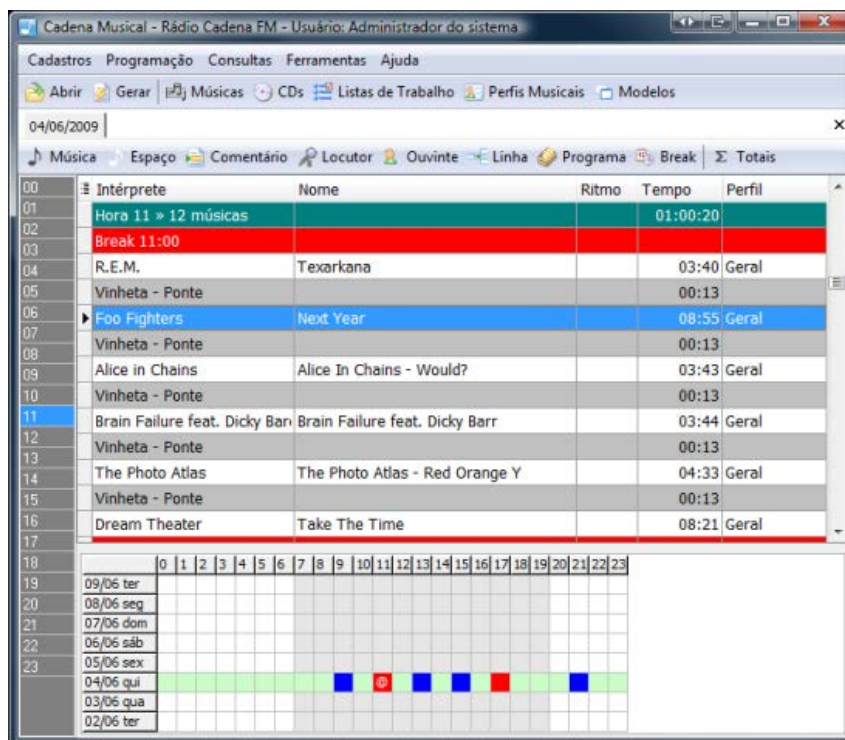 Cadena Musical - Rádio Cadena FM - Usuário: Administrador do sistema
Cadastros Programação Consultas Ferramentas Ajuda
Abrir Gerar Músicas CDs Listas de Trabalho Perfis Musicais Modelos
04/06/2009
Música Espaço Comentário Locutor Ouvinte Linha Programa Break Σ Totais
Intérprete Nome Ritmo Tempo Perfil
Hora 11 » 12 músicas 01:00:20
Break 11:00
R.E.M. Texarkana 03:40 Geral
Vinheta - Ponte 00:13
Foo Fighters Next Year 08:55 Geral
Vinheta - Ponte 00:13
Alice in Chains Alice In Chains - Would? 03:43 Geral
Vinheta - Ponte 00:13
Brain Failure feat. Dicky Barr Brain Failure feat. Dicky Barr 03:44 Geral
Vinheta - Ponte 00:13
The Photo Atlas The Photo Atlas - Red Orange Y 04:33 Geral
Vinheta - Ponte 00:13
Dream Theater Take The Time 08:21 Geral
00
01
02
03
04
05
06
07
08
09
10
11
12
13
14
15
16
17
18
19
20
21
22
23
0 1 2 3 4 5 6 7 8 9 10 11 12 13 14 15 16 17 18 19 20 21 22 23
09/06 ter
08/06 seg
07/06 dom
06/06 sáb
05/06 sex
04/06 qui @
03/06 qua
02/06 ter